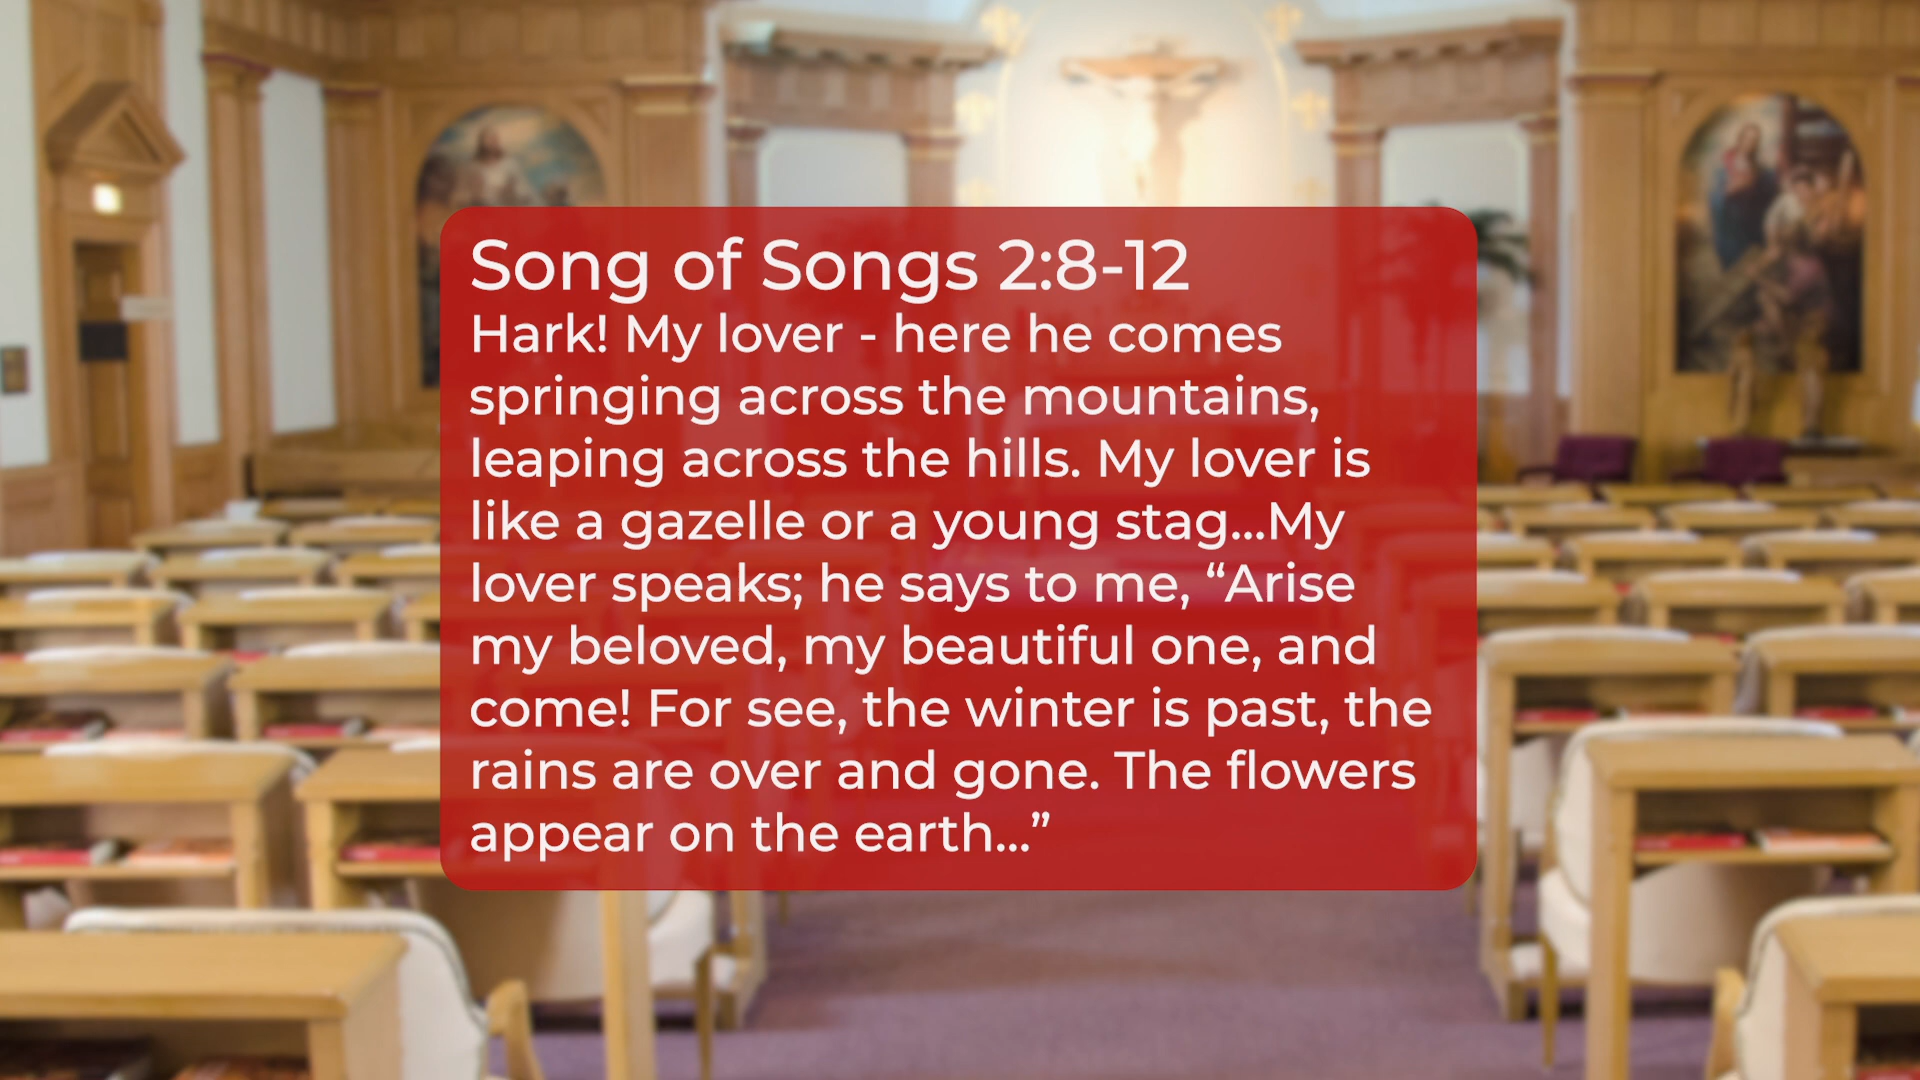 Song of Songs 2:8-12
Hark! My lover - here he comes
springing across the mountains,
leaping across the hills. My lover is
like a gazelle or a young stag...My
lover speaks; he says to me, “Arise
my beloved, my beautiful one, and
come! For see, the winter is past, the
rains are over and gone. The flowers
appear on the earth...”